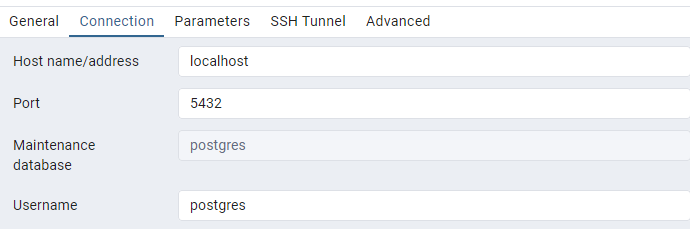 General Connection Parameters SSH Tunnel Advanced
Host name/address localhost
Port 5432
Maintenance
database postgres
Username postgres